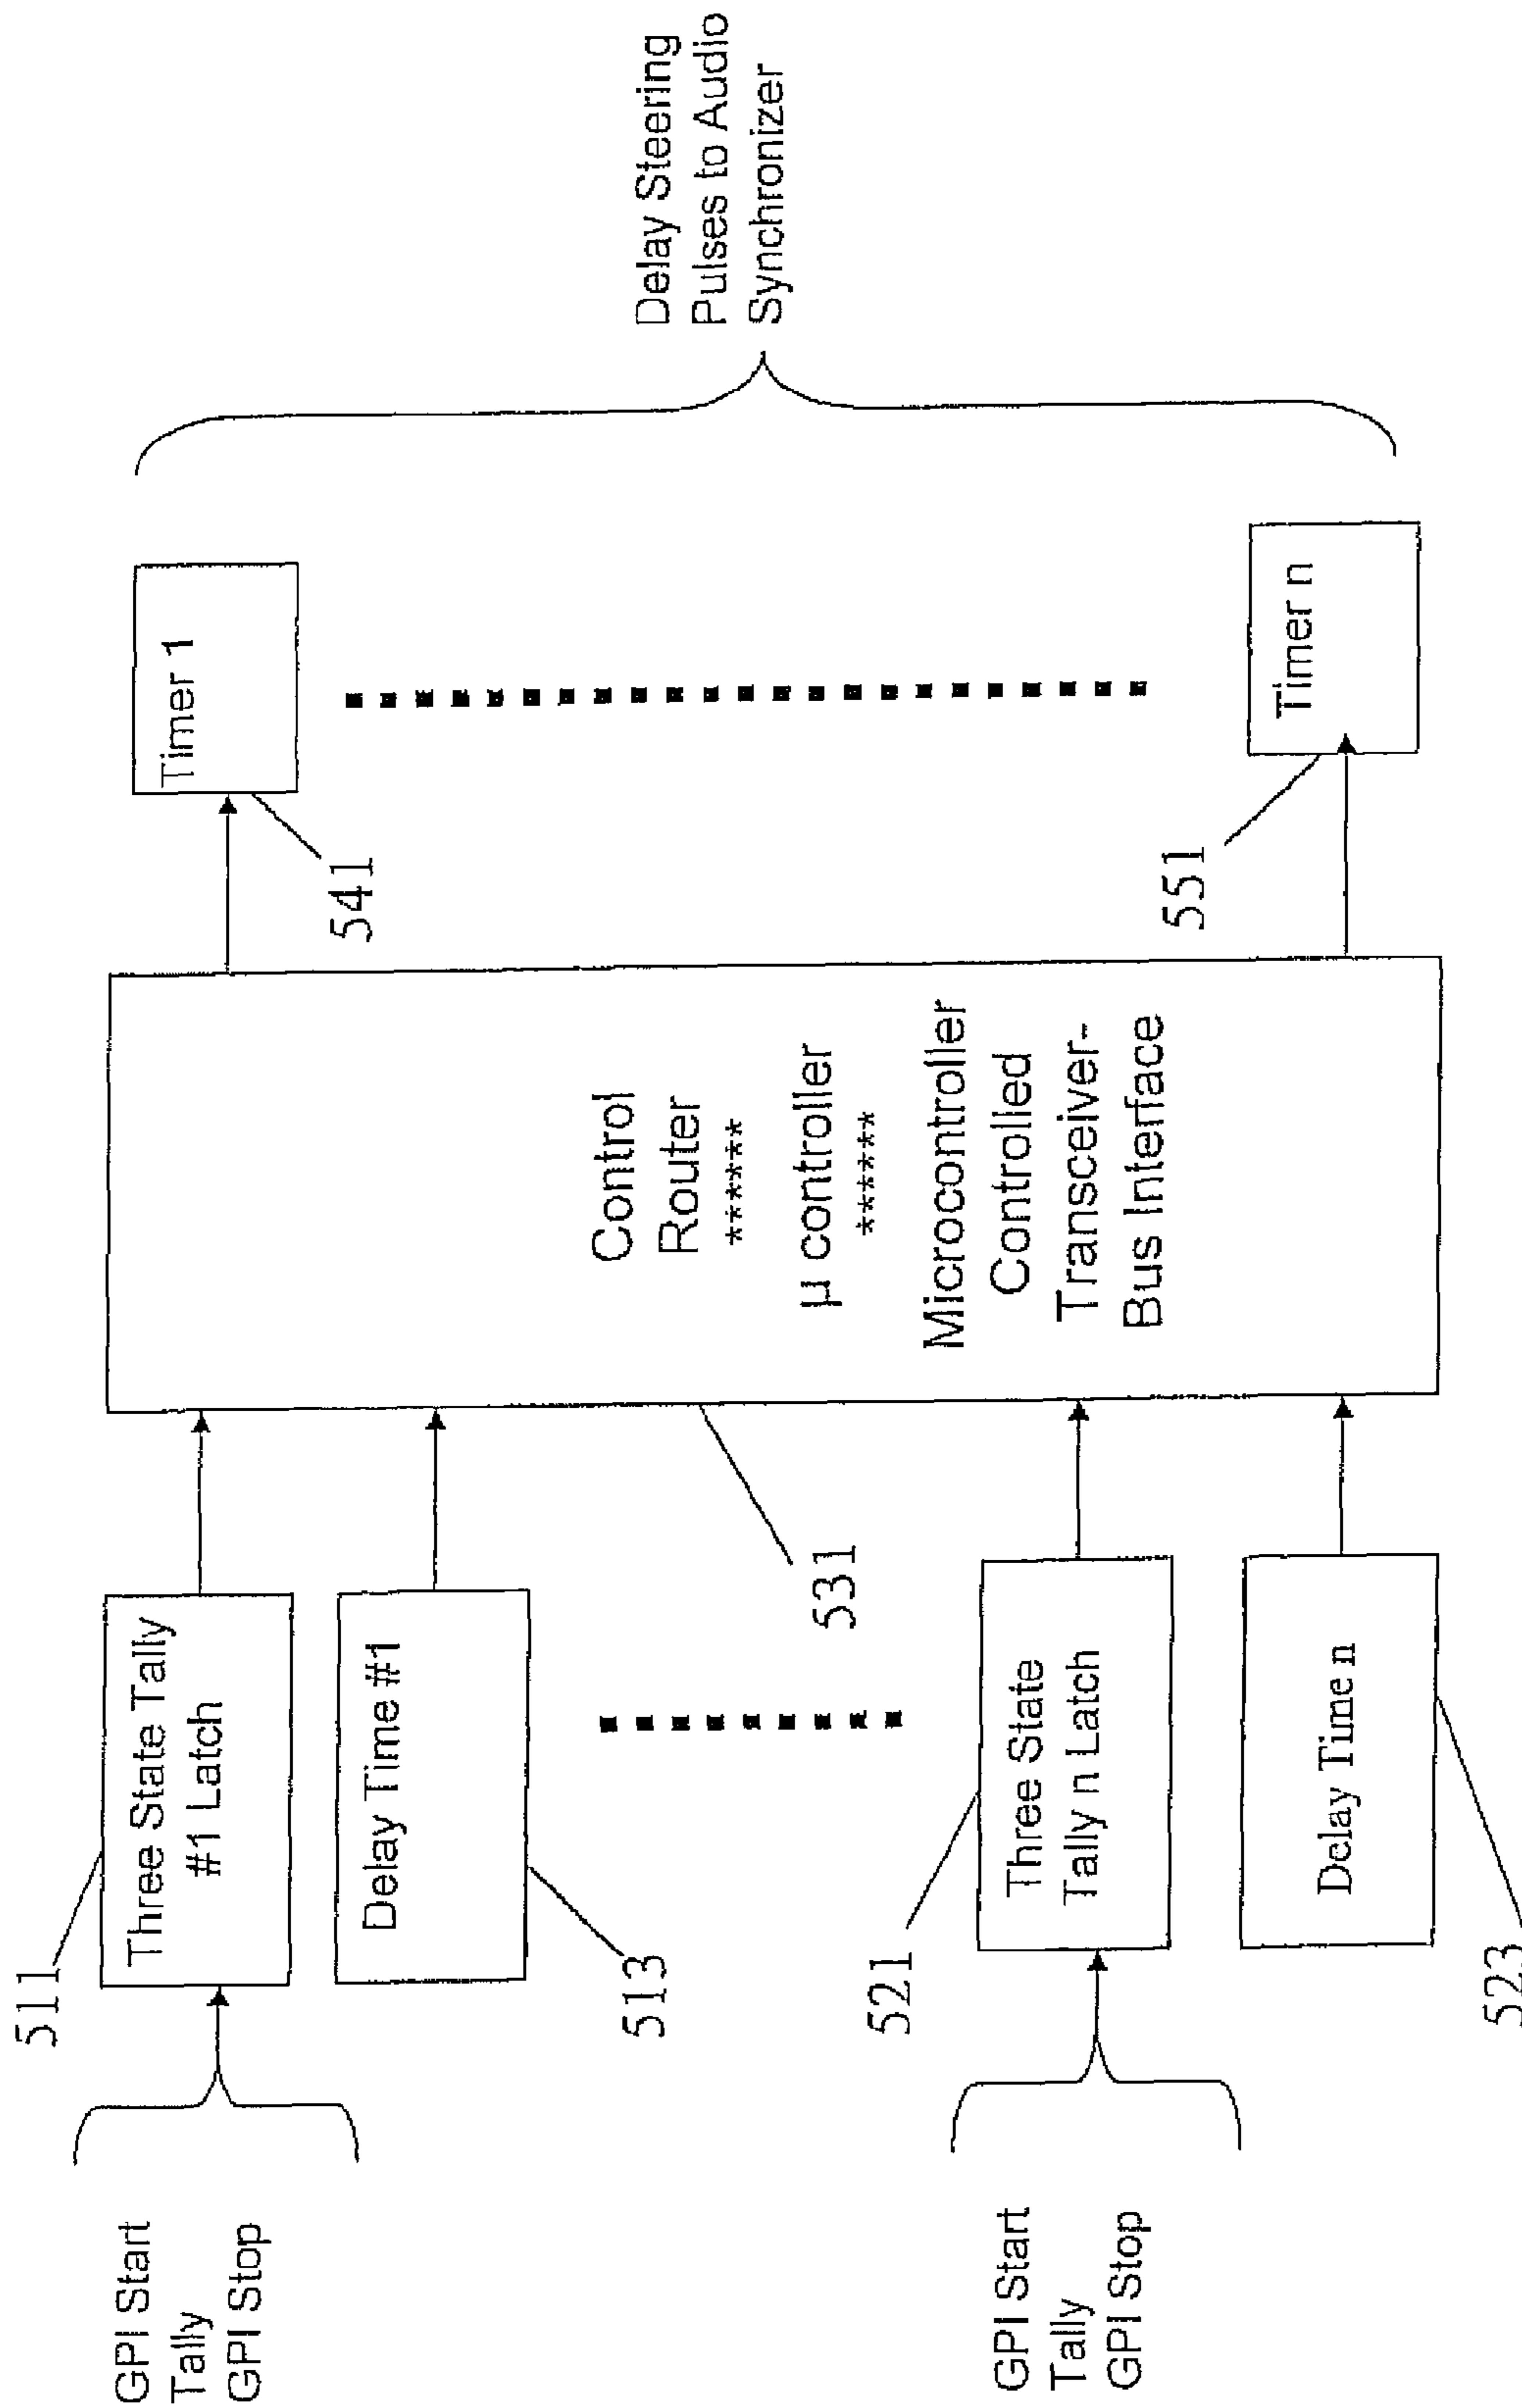 GPI Start
Tally
GPI Stop
511
Three State Tally
#1 Latch
513
Delay Time #1
GPI Start
Tally
GPI Stop
521
Three State
Tally n Latch
523
Delay Time n
531
Control
Router
******
µ controller
******
Microcontroller
Controlled
Transceiver-
Bus Interface
541
Timer 1
551
Timer n
Delay Steering
Pulses to Audio
Synchronizer